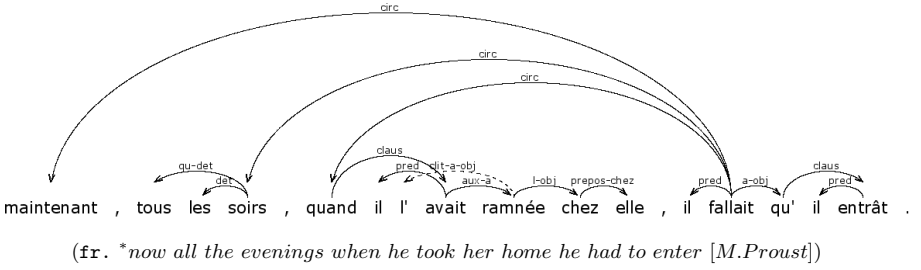 circ
circ
circ
claus
qu-det
det
pred
clit-a-obj
aux-a
l-obj
prepos-chez
pred
a-obj
claus
pred
maintenant , tous les soirs , quand il l' avait ramnée chez elle , il fallait qu' il entrât .
(fr. *now all the evenings when he took her home he had to enter [M.Proust])